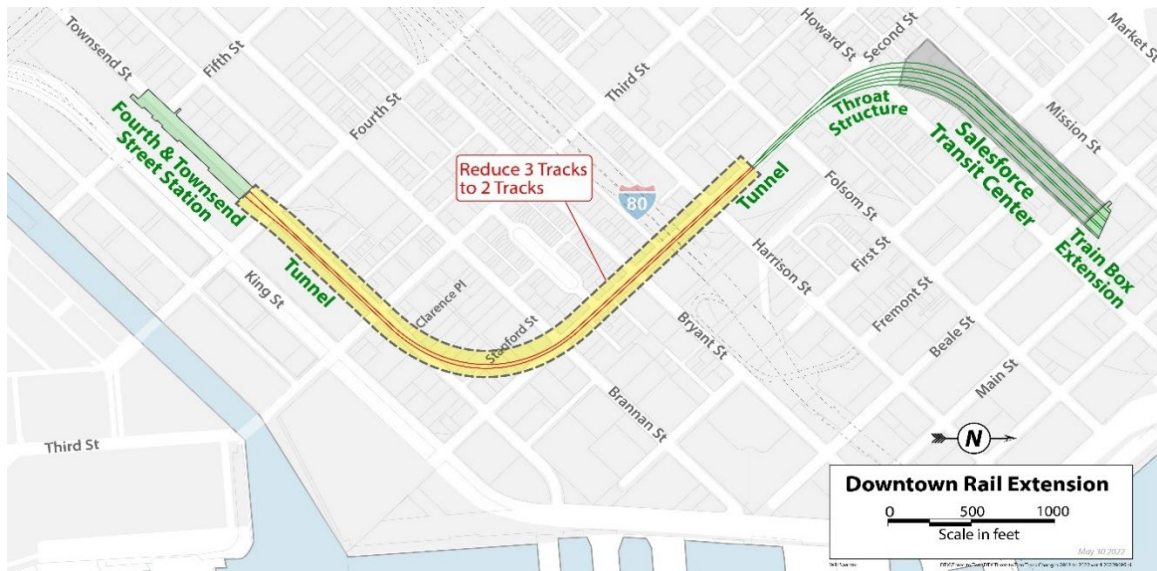 Townsend St
Fifth St
Fourth St
Third St
Howard St
Second St
Market St
Mission St
Fourth & Townsend
Street Station
Throat
Structure
Salesforce
Transit Center
Reduce 3 Tracks
to 2 Tracks
80
Tunnel
Folsom St
First St
Train Box
Extension
Harrison St
Fremont St
Tunnel
King St
Clarence Pl
Stanford St
Bryant St
Beale St
Main St
Brannan St
Third St
N
Downtown Rail Extension
0 500 1000
Scale in feet
May 30 2022